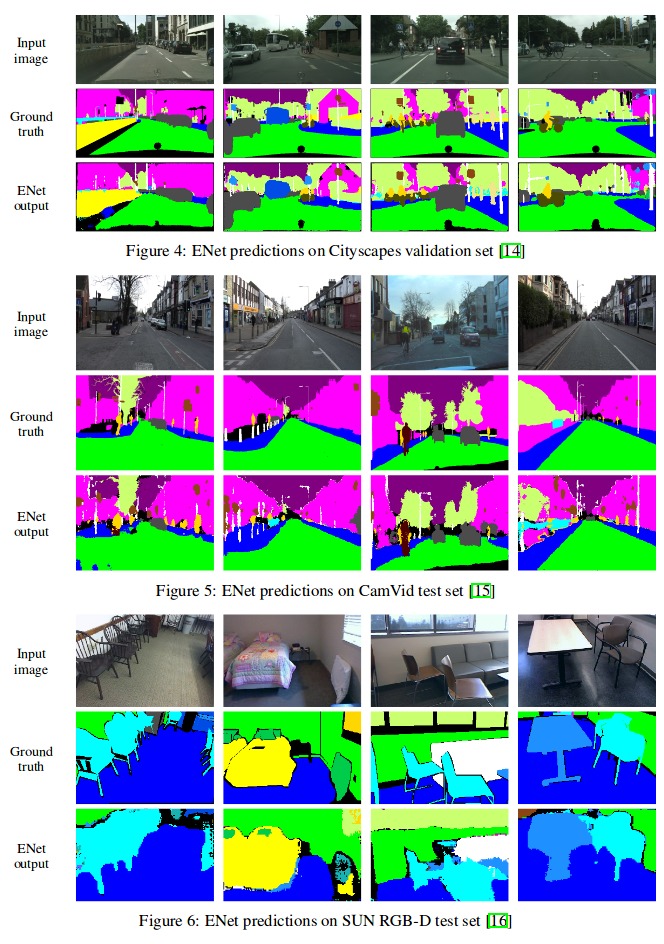 Input
image
Ground
truth
ENet
output
Figure 4: ENet predictions on Cityscapes validation set [14]
Input
image
Ground
truth
ENet
output
Figure 5: ENet predictions on CamVid test set [15]
Input
image
Ground
truth
ENet
output
Figure 6: ENet predictions on SUN RGB-D test set [16]